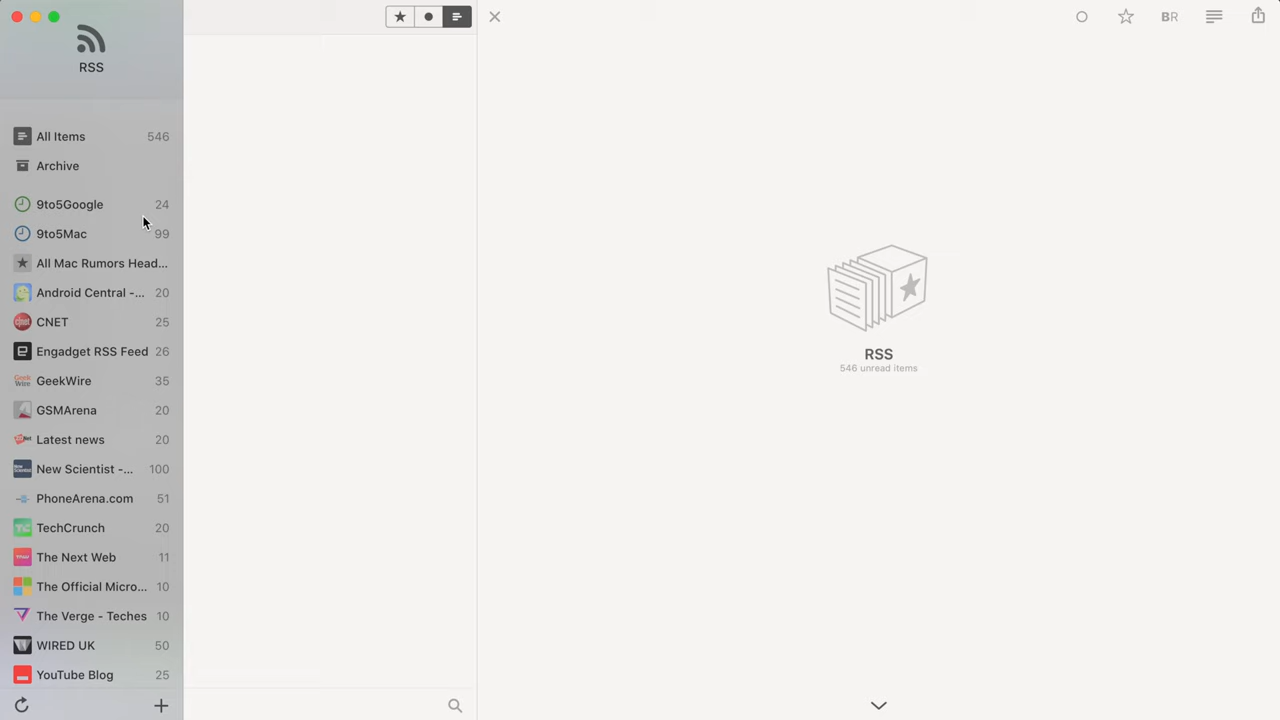 RSS
All Items 546
Archive
9to5Google 24
9to5Mac 99
All Mac Rumors Head...
Android Central -... 20
CNET 25
Engadget RSS Feed 26
GeekWire 35
GSMArena 20
Latest news 20
New Scientist -... 100
PhoneArena.com 51
TechCrunch 20
The Next Web 11
The Official Micro... 10
The Verge - Teches 10
WIRED UK 50
YouTube Blog 25
BR
RSS
546 unread items